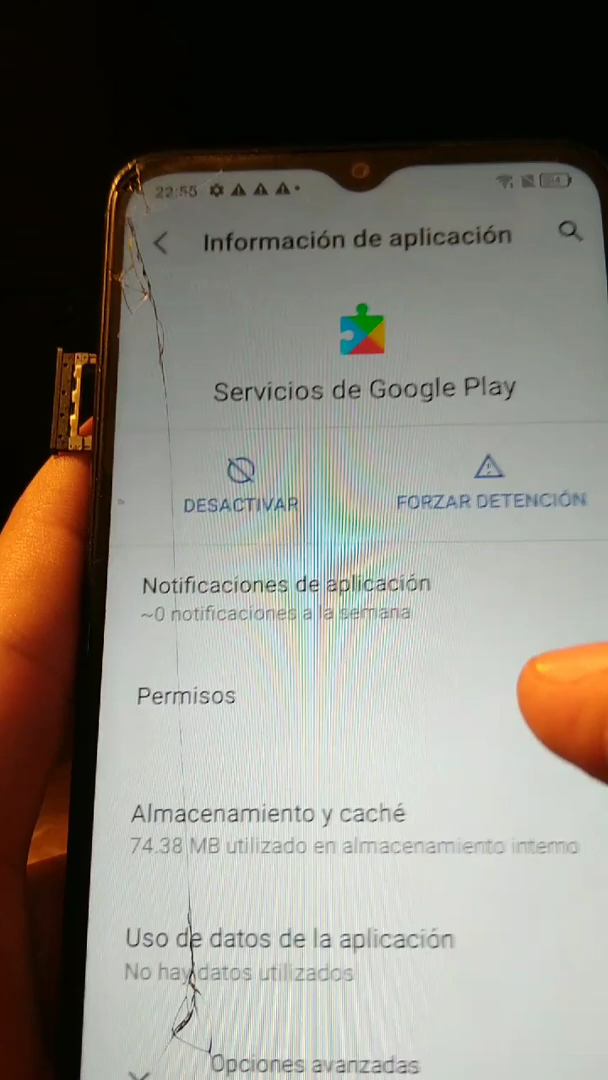 22:55
Información de aplicación
Servicios de Google Play
DESACTIVAR
FORZAR DETENCIÓN
Notificaciones de aplicación
~0 notificaciones a la semana
Permisos
Almacenamiento y caché
74.38 MB utilizado en almacenamiento interno
Uso de datos de la aplicación
No hay datos utilizados
Opciones avanzadas